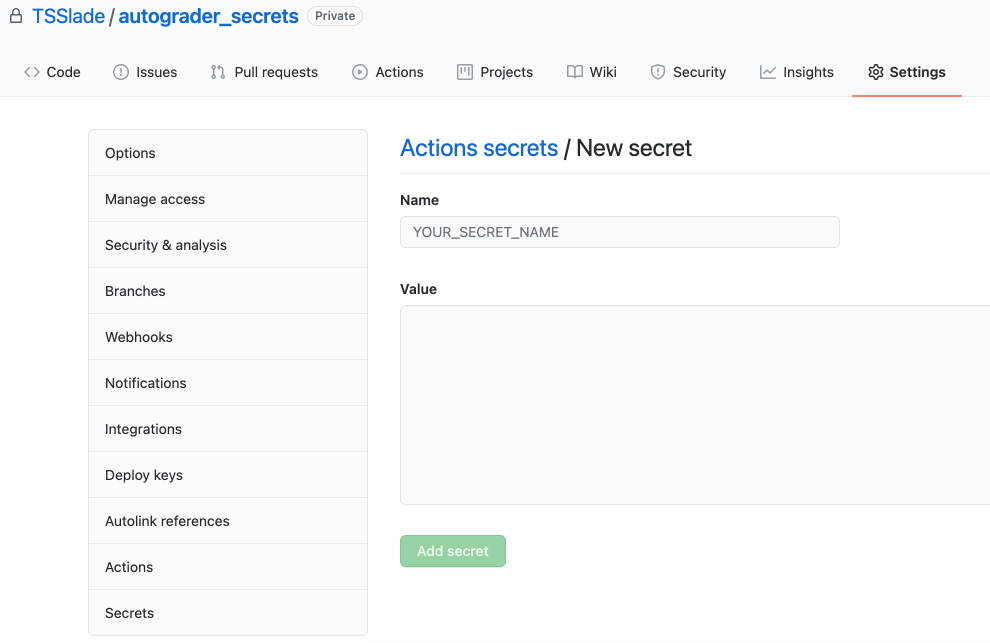 TSSlade / autograder_secrets Private
Code Issues Pull requests Actions Projects Wiki Security Insights Settings
Options
Manage access
Security & analysis
Branches
Webhooks
Notifications
Integrations
Deploy keys
Autolink references
Actions
Secrets
Actions secrets / New secret
Name
YOUR_SECRET_NAME
Value
Add secret